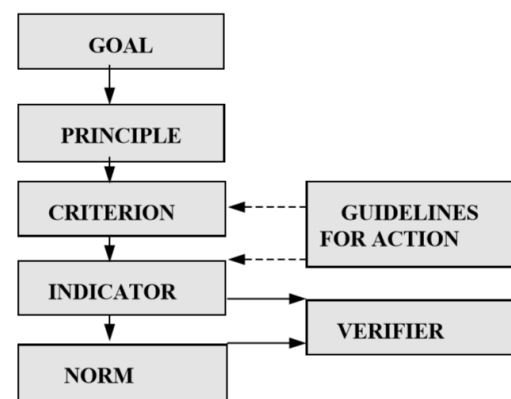 GOAL
PRINCIPLE
CRITERION
GUIDELINES
FOR ACTION
INDICATOR
VERIFIER
NORM